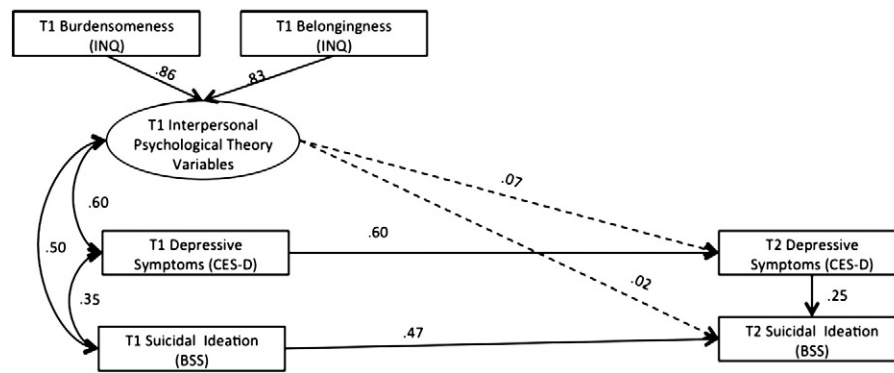 T1 Burdensomeness
(INQ)
T1 Belongingness
(INQ)
.86
.83
T1 Interpersonal
Psychological Theory
Variables
.07
.60
.50
T1 Depressive
Symptoms (CES-D)
.60
T2 Depressive
Symptoms (CES-D)
.02
.35
.25
T1 Suicidal Ideation
(BSS)
.47
T2 Suicidal Ideation
(BSS)